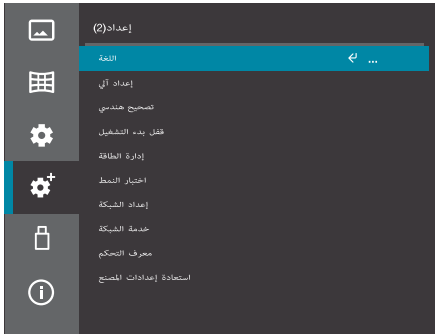 إعداد(2)
اللغة ...
إعداد آلي
تصحيح هندسي
قفل بدء التشغيل
إدارة الطاقة
اختبار النمط
إعداد الشبكة
خدمة الشبكة
معرف التحكم
استعادة إعدادات المصنع